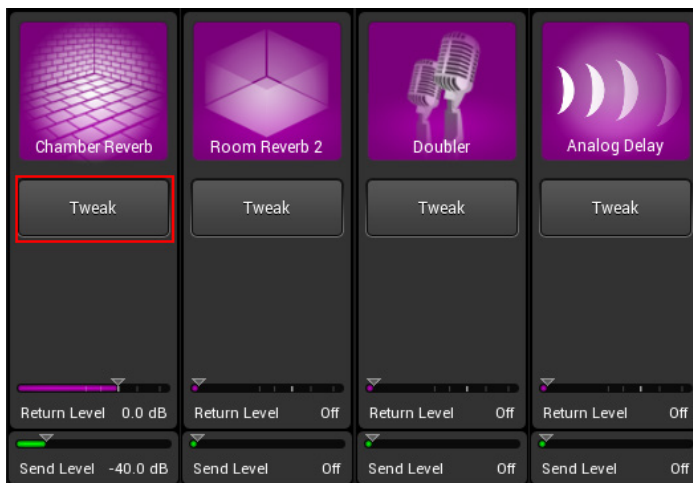 Chamber Reverb
Room Reverb 2
Doubler
Analog Delay
Tweak
Tweak
Tweak
Tweak
Return Level 0.0 dB
Return Level Off
Return Level Off
Return Level Off
Send Level -40.0 dB
Send Level Off
Send Level Off
Send Level Off